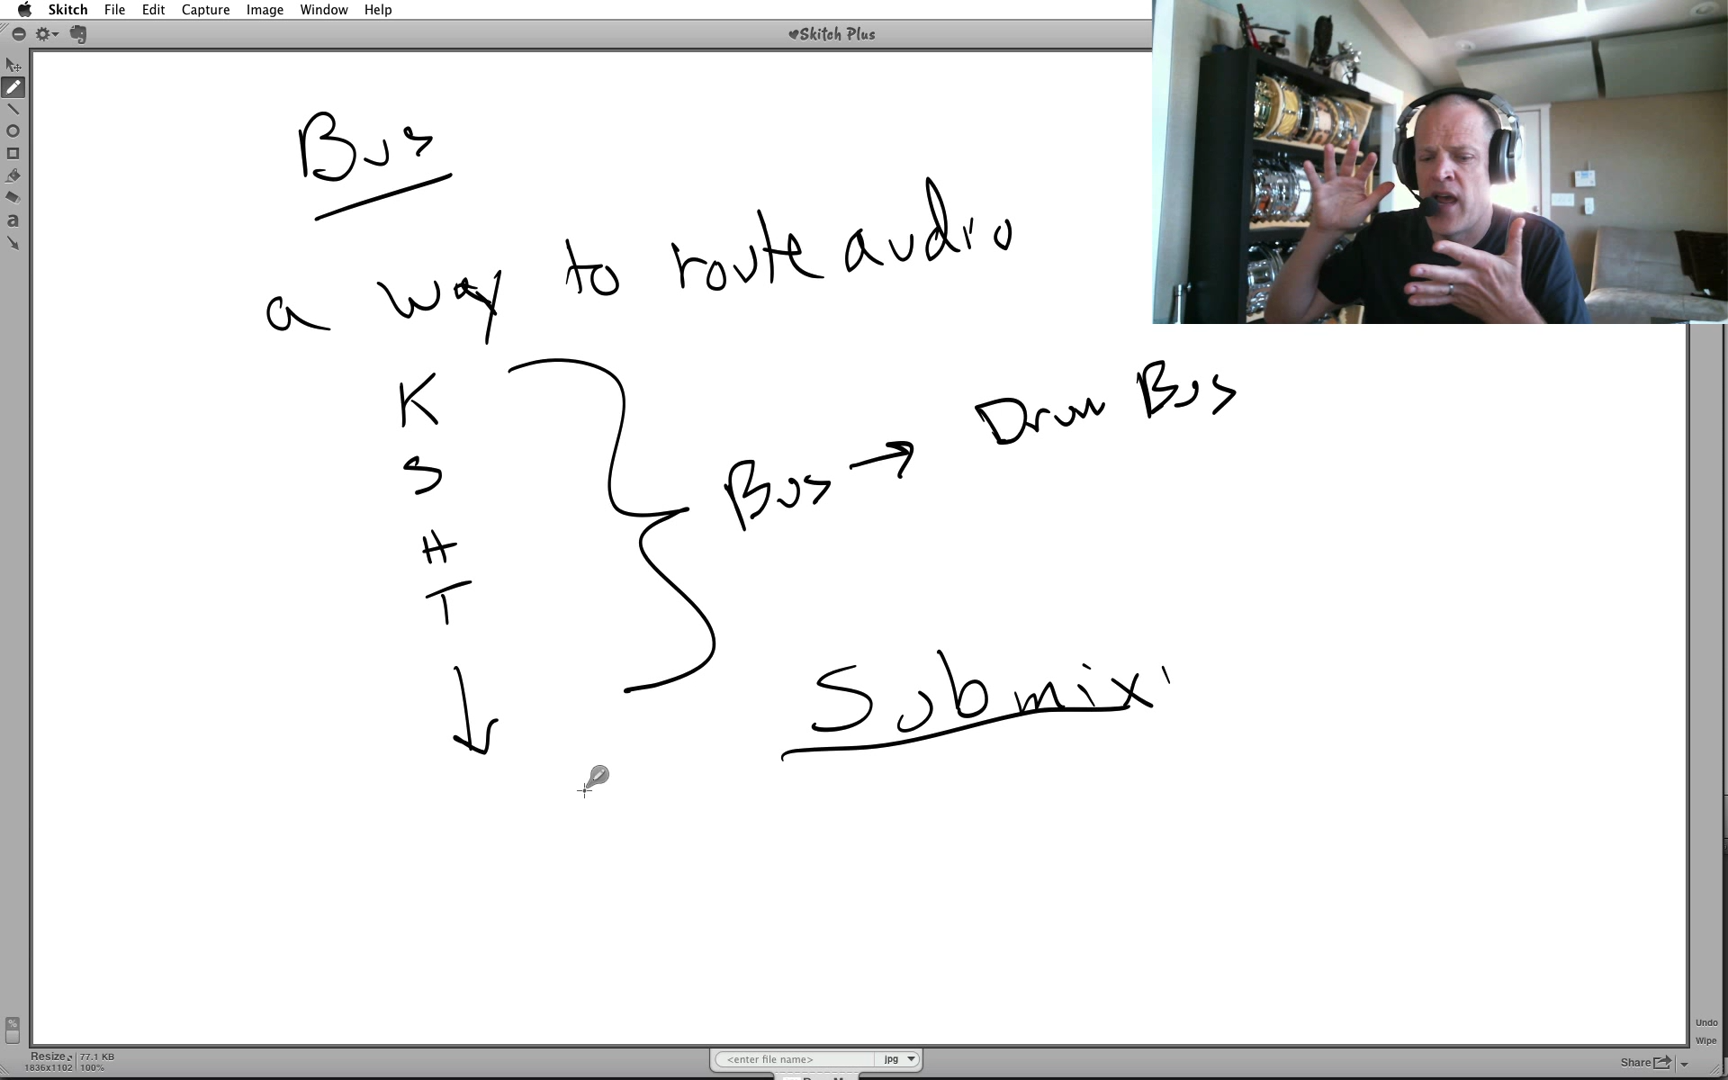 Skitch File Edit Capture Image Window Help
Skitch Plus
Bus
a way to route audio
K
S
H
T
Bus → Drum Bus
Submix
a
%
Undo
Wipe
Resize 77.1 KB
1836x1102 100%
<enter file name> jpg
Share